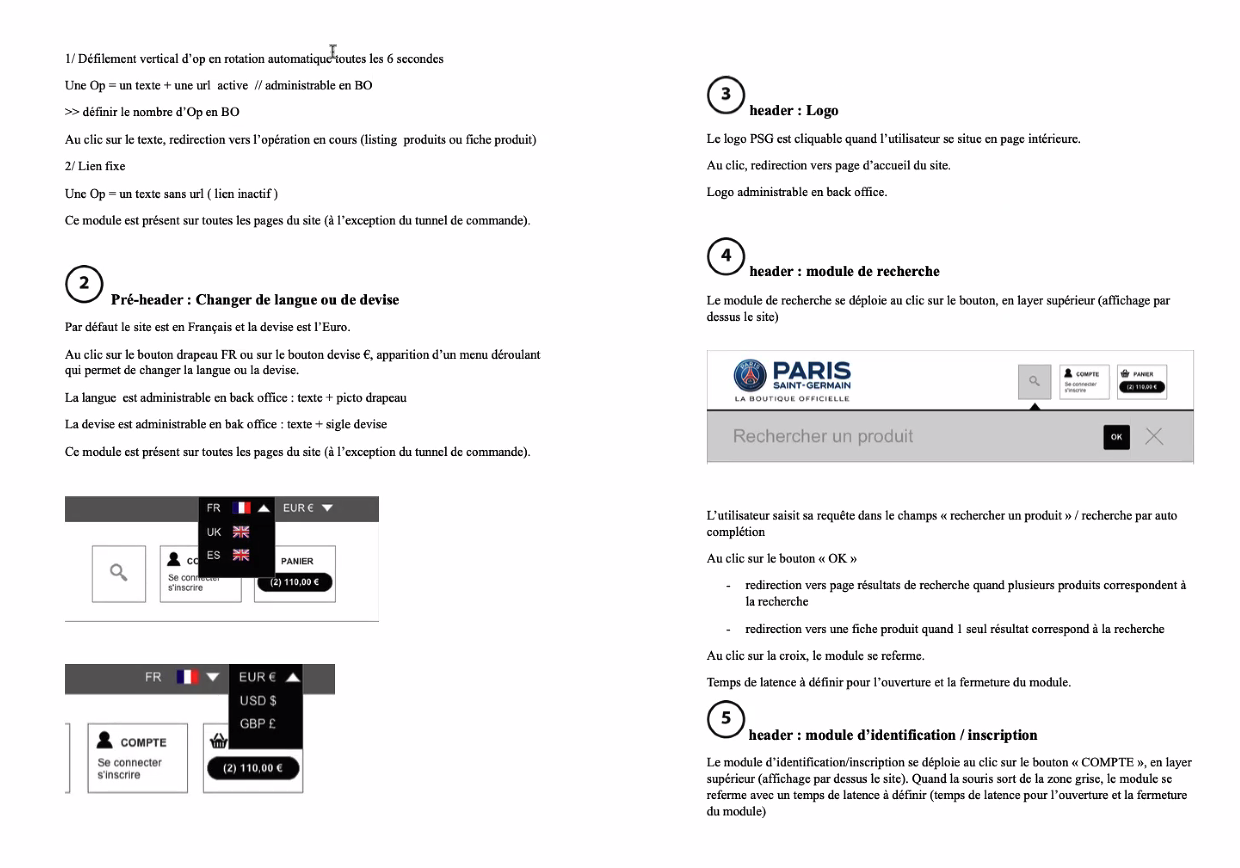 1/ Défilement vertical d’op en rotation automatique toutes les 6 secondes
Une Op = un texte + une url active // administrable en BO
>> définir le nombre d’Op en BO
Au clic sur le texte, redirection vers l’opération en cours (listing produits ou fiche produit)
2/ Lien fixe
Une Op = un texte sans url ( lien inactif )
Ce module est présent sur toutes les pages du site (à l’exception du tunnel de commande).
2
Pré-header : Changer de langue ou de devise
Par défaut le site est en Français et la devise est l’Euro.
Au clic sur le bouton drapeau FR ou sur le bouton devise €, apparition d’un menu déroulant
qui permet de changer la langue ou la devise.
La langue est administrable en back office : texte + picto drapeau
La devise est administrable en bak office : texte + sigle devise
Ce module est présent sur toutes les pages du site (à l’exception du tunnel de commande).
FR EUR €
UK
ES
CO PANIER
Se connecter
s'inscrire
(2) 110,00 €
FR EUR €
USD $
GBP £
COMPTE
Se connecter
s'inscrire
(2) 110,00 €
3
header : Logo
Le logo PSG est cliquable quand l’utilisateur se situe en page intérieure.
Au clic, redirection vers page d’accueil du site.
Logo administrable en back office.
4
header : module de recherche
Le module de recherche se déploie au clic sur le bouton, en layer supérieur (affichage par
dessus le site)
PARIS
SAINT-GERMAIN
LA BOUTIQUE OFFICIELLE
COMPTE
Se connecter
s'inscrire
PANIER
(2) 110,00 €
Rechercher un produit
OK
L’utilisateur saisit sa requête dans le champs « rechercher un produit » / recherche par auto
complétion
Au clic sur le bouton « OK »
- redirection vers page résultats de recherche quand plusieurs produits correspondent à
la recherche
- redirection vers une fiche produit quand 1 seul résultat correspond à la recherche
Au clic sur la croix, le module se referme.
Temps de latence à définir pour l’ouverture et la fermeture du module.
5
header : module d’identification / inscription
Le module d’identification/inscription se déploie au clic sur le bouton « COMPTE », en layer
supérieur (affichage par dessus le site). Quand la souris sort de la zone grise, le module se
referme avec un temps de latence à définir (temps de latence pour l’ouverture et la fermeture
du module)